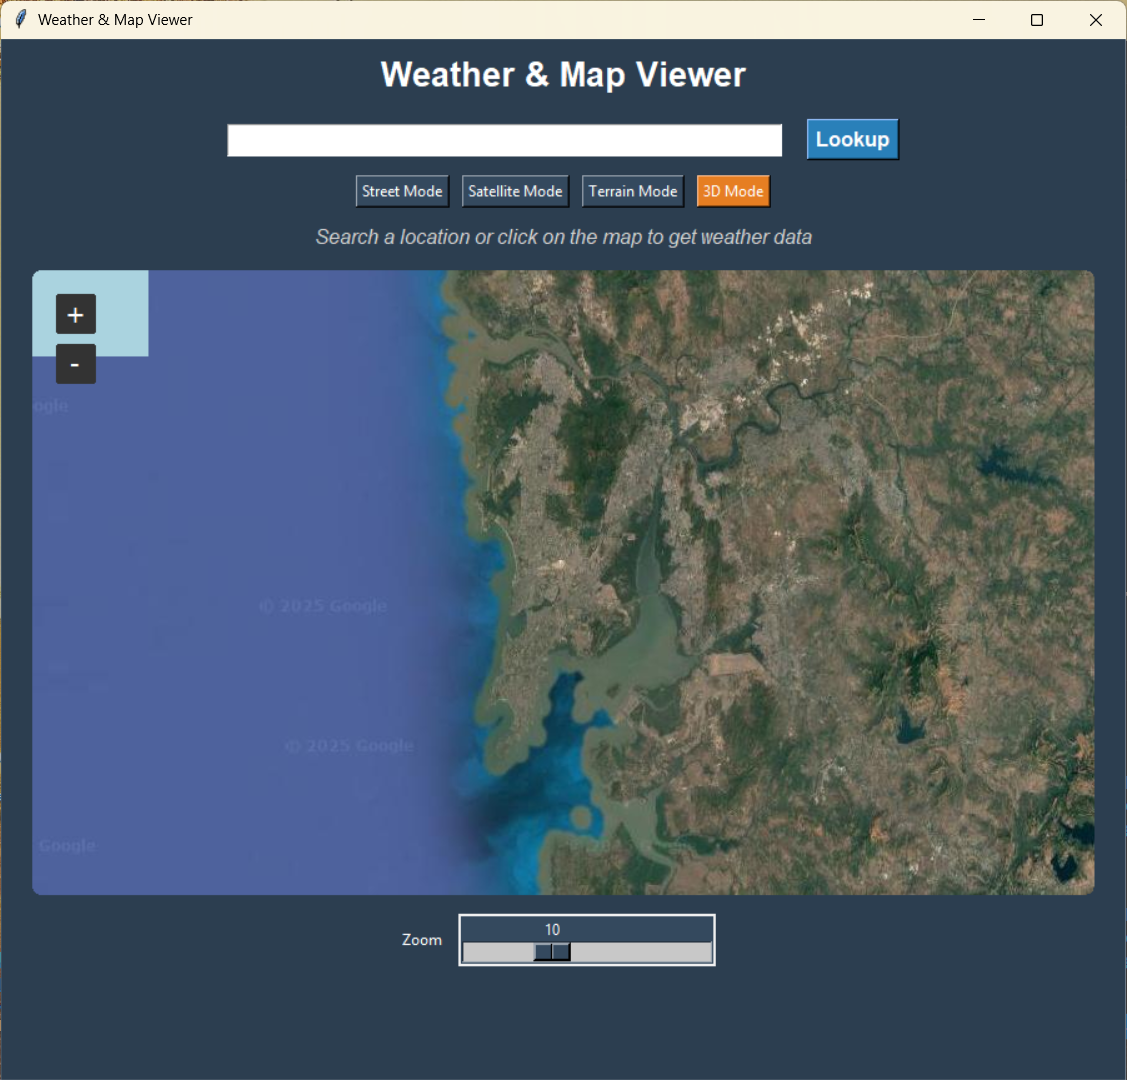 Weather & Map Viewer
Weather & Map Viewer
Lookup
Street Mode Satellite Mode Terrain Mode 3D Mode
Search a location or click on the map to get weather data
+
-
ogle
© 2025 Google
© 2025 Google
Google
10
Zoom